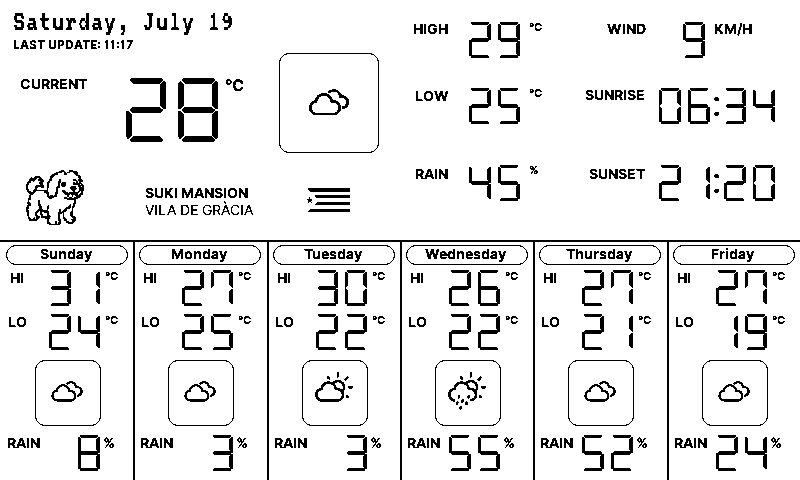 Saturday, July 19
LAST UPDATE: 11:17
CURRENT 28°C
SUKI MANSION
VILA DE GRÀCIA
HIGH 29°C
LOW 25°C
RAIN 45%
WIND 9 KM/H
SUNRISE 06:34
SUNSET 21:20
Sunday
HI 31°C
LO 24°C
RAIN 8%
Monday
HI 27°C
LO 25°C
RAIN 3%
Tuesday
HI 30°C
LO 22°C
RAIN 3%
Wednesday
HI 26°C
LO 22°C
RAIN 55%
Thursday
HI 27°C
LO 21°C
RAIN 52%
Friday
HI 27°C
LO 19°C
RAIN 24%